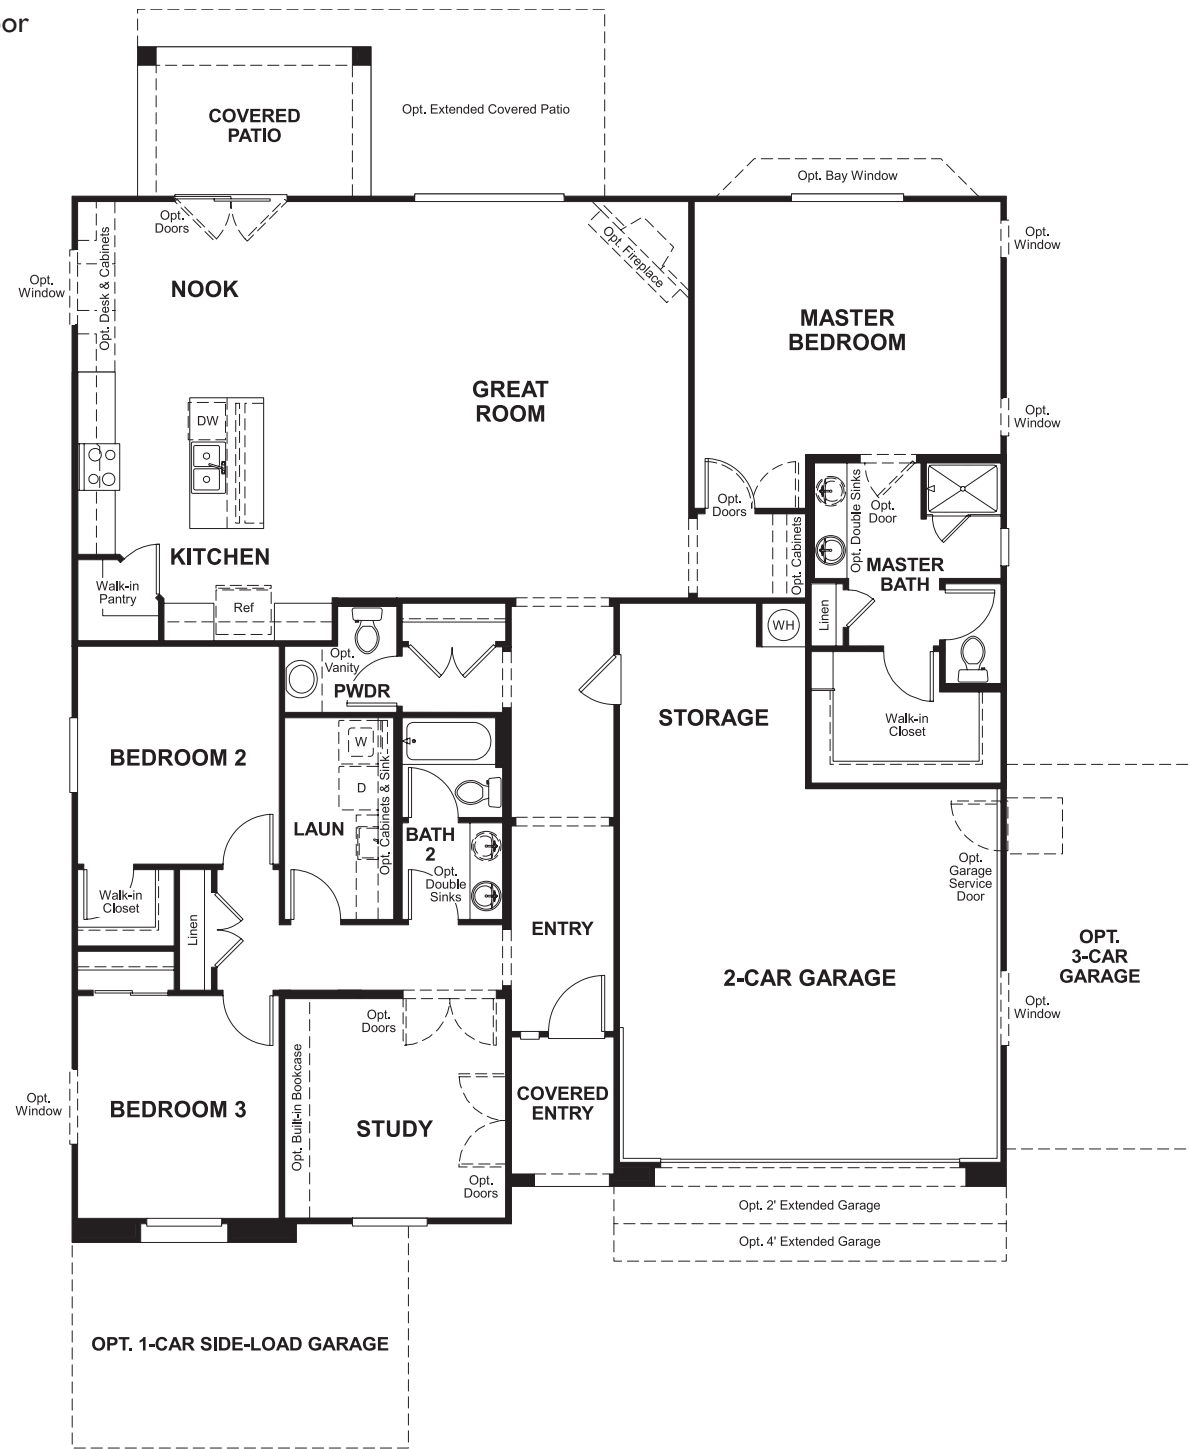 oor
COVERED
PATIO
Opt. Extended Covered Patio
Opt. Bay Window
Opt.
Doors
Opt. Desk & Cabinets
Opt.
Window
NOOK
Opt. Fireplace
Opt.
Window
MASTER
BEDROOM
GREAT
ROOM
Opt.
Window
DW
KITCHEN
Walk-in
Pantry
Ref
Opt.
Doors
Opt. Cabinets
Opt. Double Sinks
Opt.
Door
MASTER
BATH
Linen
WH
Opt.
Vanity
PWDR
STORAGE
Walk-in
Closet
BEDROOM 2
W
D
Opt. Cabinets & Sink
LAUN
BATH
2
Opt.
Double
Sinks
Walk-in
Closet
Linen
ENTRY
Opt.
Garage
Service
Door
2-CAR GARAGE
OPT.
3-CAR
GARAGE
Opt.
Window
Opt.
Doors
Opt. Built-in Bookcase
Opt.
Window
BEDROOM 3
STUDY
COVERED
ENTRY
Opt.
Doors
Opt. 2' Extended Garage
Opt. 4' Extended Garage
OPT. 1-CAR SIDE-LOAD GARAGE